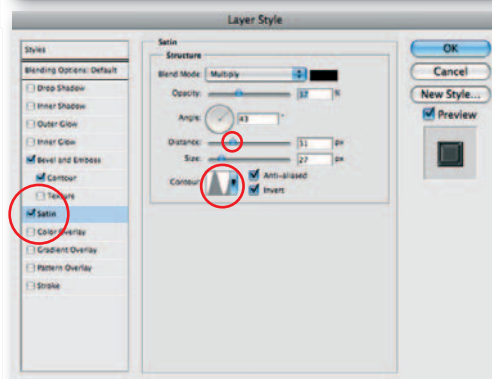 Layer Style
Styles
Blending Options: Default
Drop Shadow
Inner Shadow
Outer Glow
Inner Glow
Bevel and Emboss
Contour
Texture
Satin
Color Overlay
Gradient Overlay
Pattern Overlay
Stroke
Satin
Structure
Blend Mode: Multiply
Opacity: %
Angle: 43 °
Distance: 31 px
Size: 27 px
Contour: Anti-aliased
Invert
OK
Cancel
New Style...
Preview